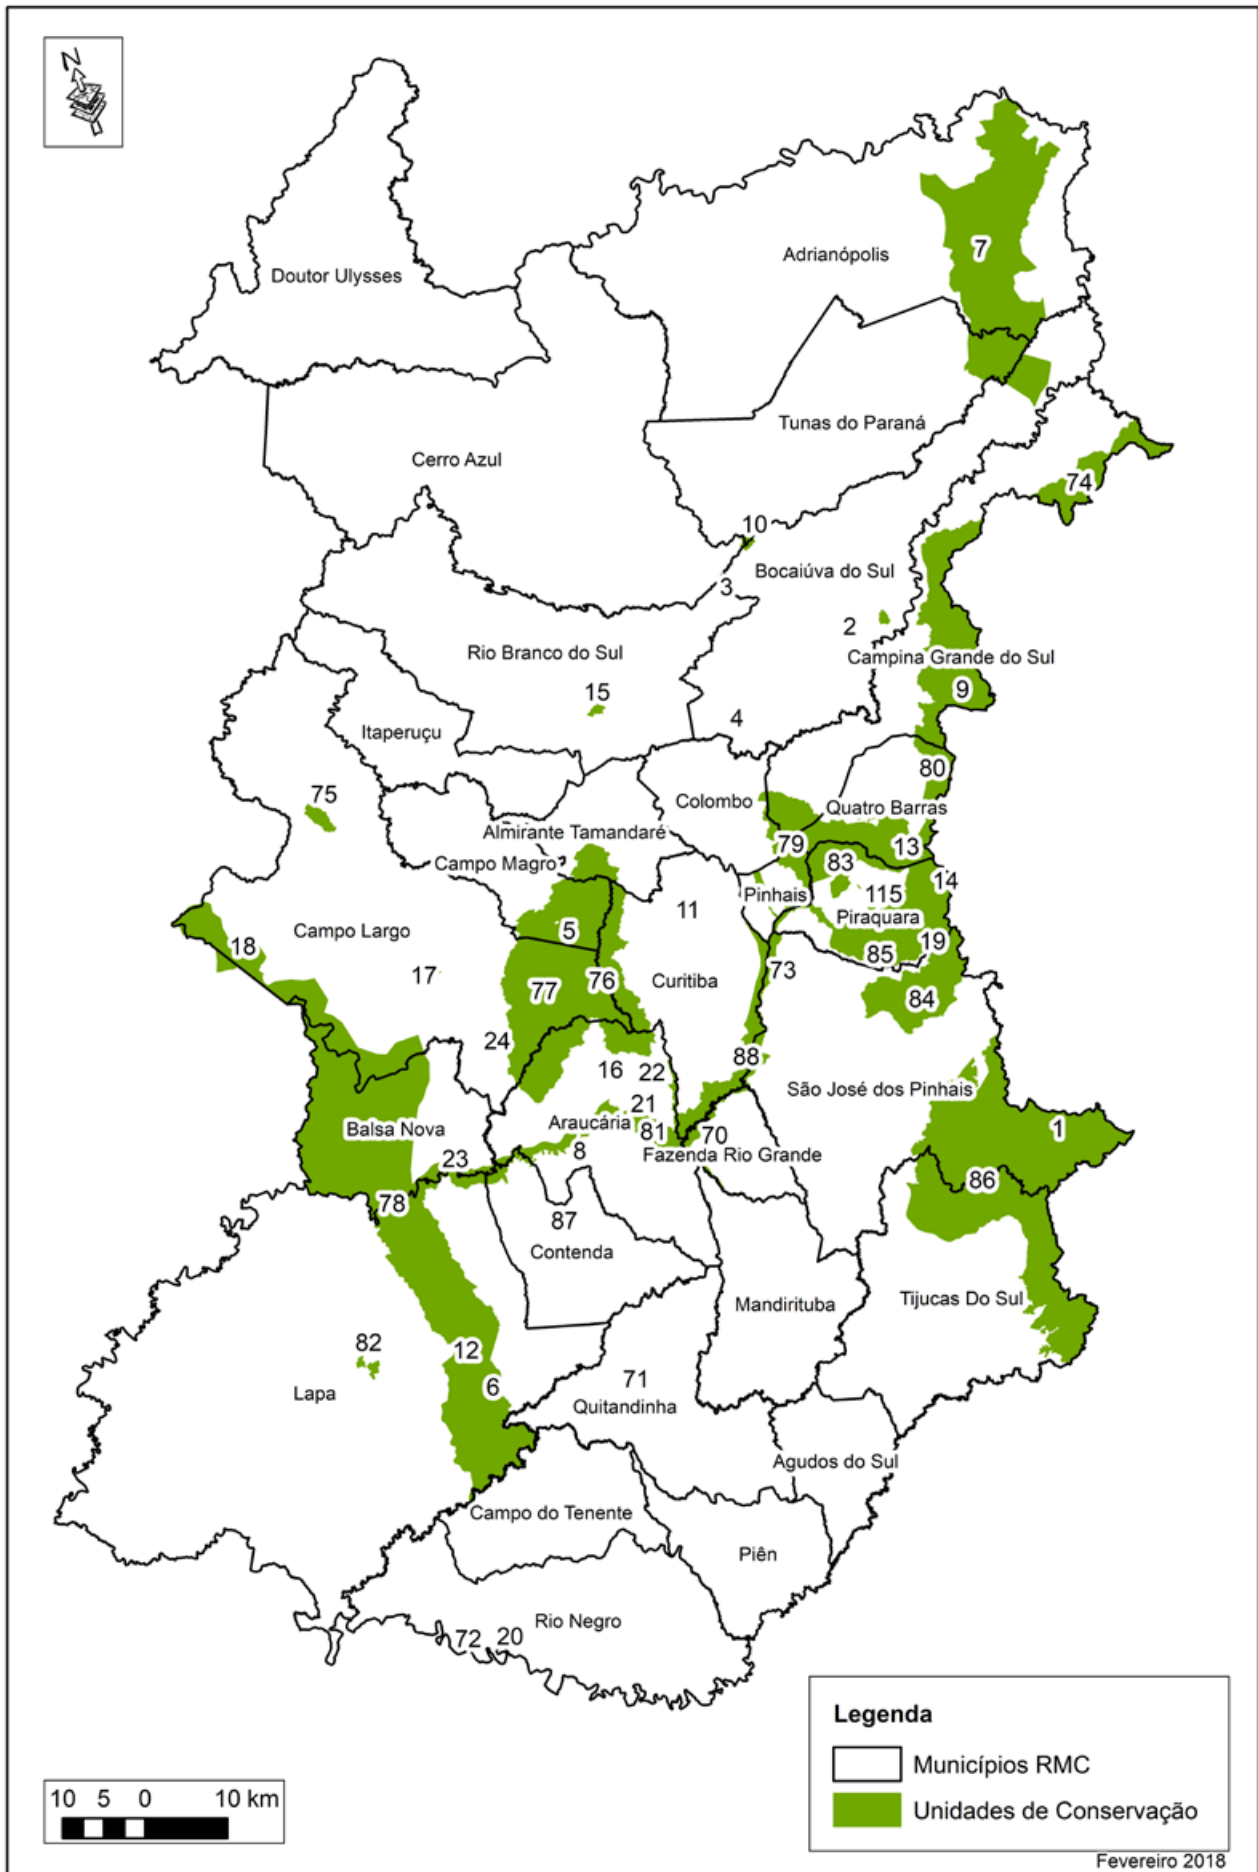 N
Doutor Ulysses
Adrianópolis
7
Tunas do Paraná
Cerro Azul
74
10
Bocaiúva do Sul
3
2
Rio Branco do Sul
Campina Grande do Sul
9
15
4
Itaperuçu
80
75
Colombo
Quatro Barras
Almirante Tamandaré
79
13
Campo Magro
83
14
Pinhais
115
11
Piraquara
5
Campo Largo
18
19
85
17
73
76
Curitiba
77
84
24
88
16
22
São José dos Pinhais
21
Araucária
Balsa Nova
81
70
1
8
Fazenda Rio Grande
23
86
78
87
Contenda
Mandirituba
Tijucas Do Sul
82
12
6
71
Lapa
Quitandinha
Agudos do Sul
Campo do Tenente
Piên
Rio Negro
72
20
Legenda
Municípios RMC
Unidades de Conservação
10 5 0 10 km
Fevereiro 2018